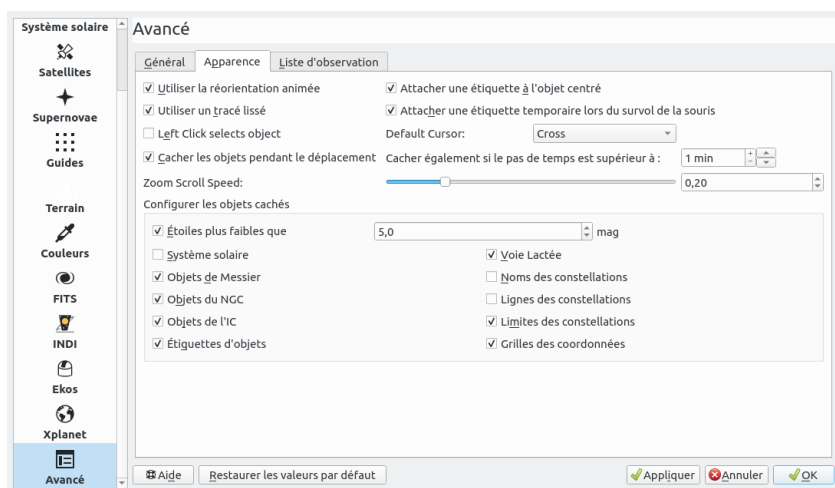 Système solaire
Satellites
Supernovae
Guides
Terrain
Couleurs
FITS
INDI
Ekos
Xplanet
Avancé
Avancé
Général Apparence Liste d'observation
Utiliser la réorientation animée Attacher une étiquette à l'objet centré
Utiliser un tracé lissé Attacher une étiquette temporaire lors du survol de la souris
Left Click selects object Default Cursor: Cross
Cacher les objets pendant le déplacement Cacher également si le pas de temps est supérieur à : 1 min
Zoom Scroll Speed: 0,20
Configurer les objets cachés
Étoiles plus faibles que 5,0 mag
Système solaire Voie Lactée
Objets de Messier Noms des constellations
Objets du NGC Lignes des constellations
Objets de l'IC Limites des constellations
Étiquettes d'objets Grilles des coordonnées
Aide Restaurer les valeurs par défaut Appliquer Annuler OK